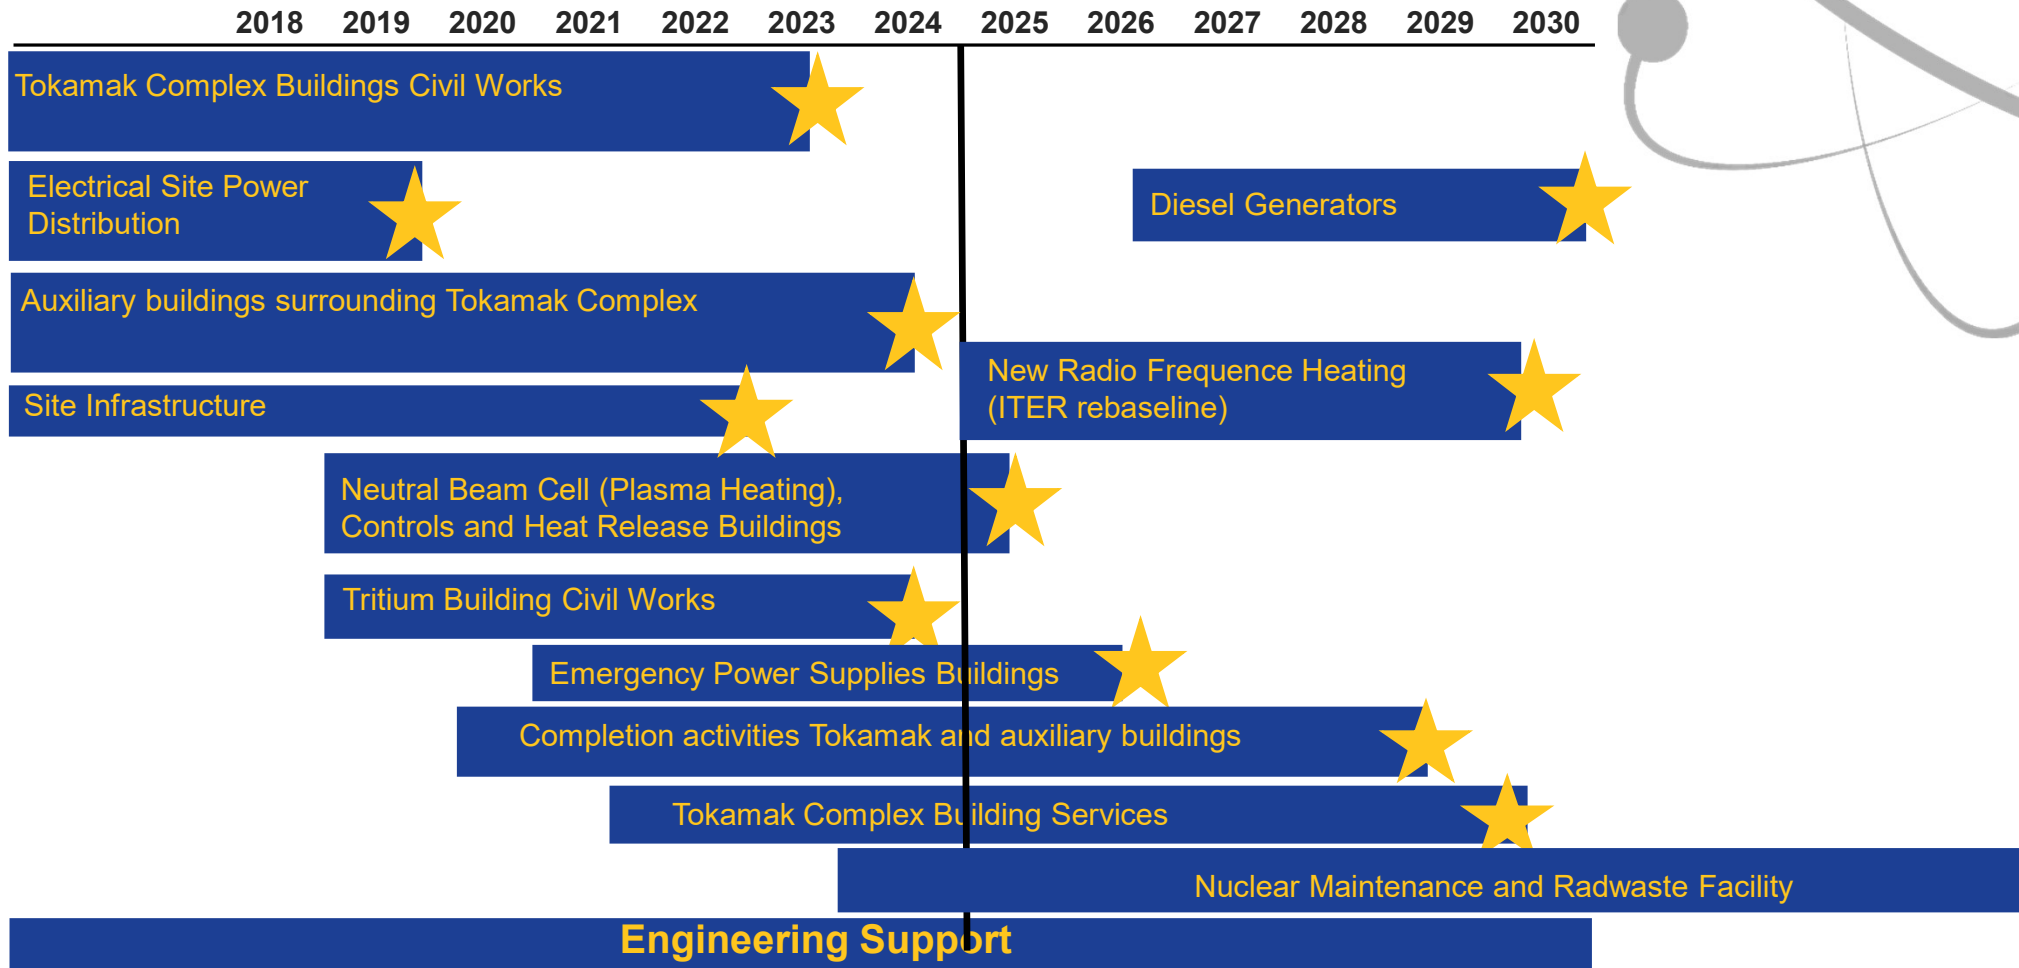 2018 2019 2020 2021 2022 2023 2024 2025 2026 2027 2028 2029 2030
Tokamak Complex Buildings Civil Works
Electrical Site Power
Distribution
Diesel Generators
Auxiliary buildings surrounding Tokamak Complex
New Radio Frequence Heating
(ITER rebaseline)
Site Infrastructure
Neutral Beam Cell (Plasma Heating),
Controls and Heat Release Buildings
Tritium Building Civil Works
Emergency Power Supplies Buildings
Completion activities Tokamak and auxiliary buildings
Tokamak Complex Building Services
Nuclear Maintenance and Radwaste Facility
Engineering Support